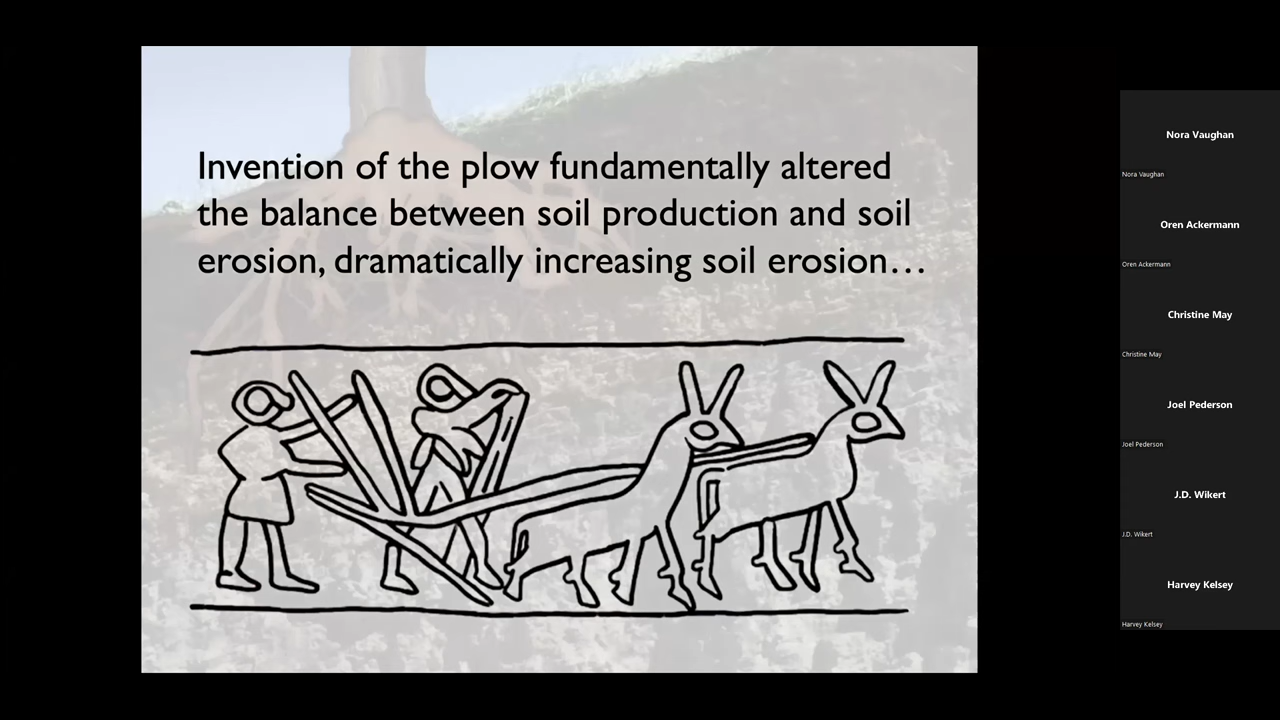 Invention of the plow fundamentally altered
the balance between soil production and soil
erosion, dramatically increasing soil erosion…
Nora Vaughan
Nora Vaughan
Oren Ackermann
Oren Ackermann
Christine May
Christine May
Joel Pederson
Joel Pederson
J.D. Wikert
J.D. Wikert
Harvey Kelsey
Harvey Kelsey